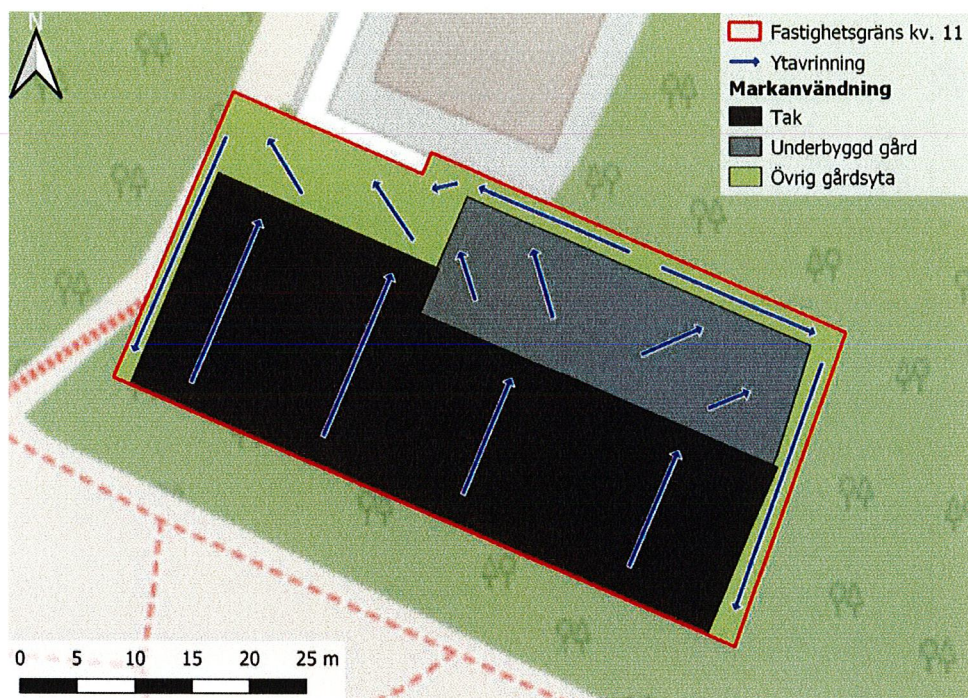 N
Fastighetsgräns kv. 11
Ytavrinning
Markanvändning
Tak
Underbyggd gård
Övrig gårdsyta
0 5 10 15 20 25 m